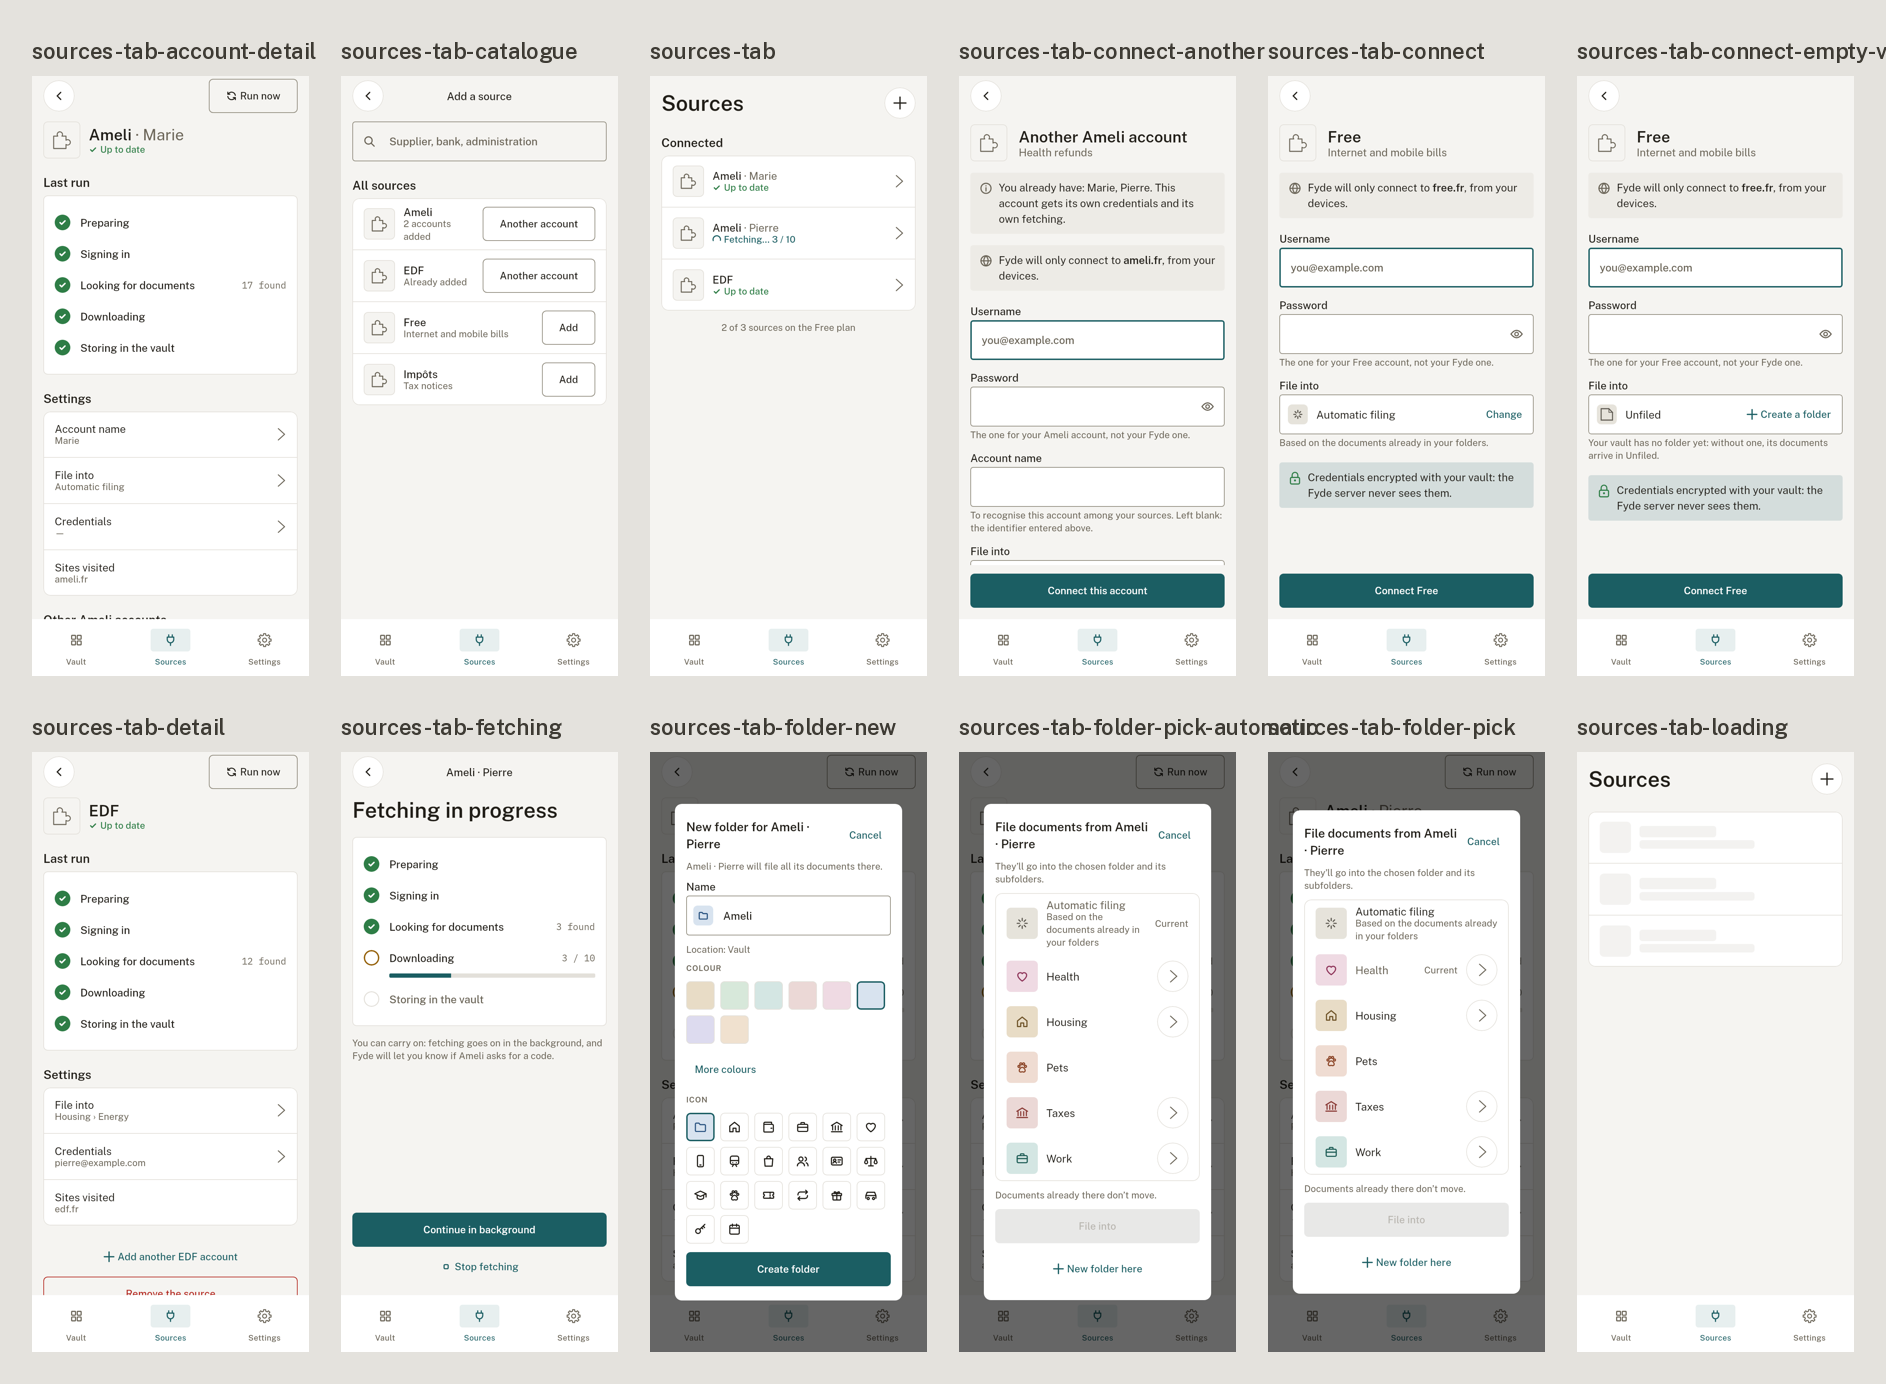 sources-tab-account-detail
Run now
Ameli · Marie
Up to date
Last run
Preparing
Signing in
Looking for documents 17 found
Downloading
Storing in the vault
Settings
Account name
Marie
File into
Automatic filing
Credentials
—
Sites visited
ameli.fr
Other Ameli accounts
Vault Sources Settings
sources-tab-catalogue
Add a source
Supplier, bank, administration
All sources
Ameli
2 accounts
added
Another account
EDF
Already added
Another account
Free
Internet and mobile bills
Add
Impôts
Tax notices
Add
Vault Sources Settings
sources-tab
Sources
Connected
Ameli · Marie
Up to date
Ameli · Pierre
Fetching... 3 / 10
EDF
Up to date
2 of 3 sources on the Free plan
Vault Sources Settings
sources-tab-connect-another
Another Ameli account
Health refunds
You already have: Marie, Pierre. This
account gets its own credentials and its
own fetching.
Fyde will only connect to ameli.fr, from your
devices.
Username
you@example.com
Password
The one for your Ameli account, not your Fyde one.
Account name
To recognise this account among your sources. Left blank:
the identifier entered above.
File into
Connect this account
Vault Sources Settings
sources-tab-connect
Free
Internet and mobile bills
Fyde will only connect to free.fr, from your
devices.
Username
you@example.com
Password
The one for your Free account, not your Fyde one.
File into
Automatic filing Change
Based on the documents already in your folders.
Credentials encrypted with your vault: the
Fyde server never sees them.
Connect Free
Vault Sources Settings
sources-tab-connect-empty-v
Free
Internet and mobile bills
Fyde will only connect to free.fr, from your
devices.
Username
you@example.com
Password
The one for your Free account, not your Fyde one.
File into
Unfiled Create a folder
Your vault has no folder yet: without one, its documents
arrive in Unfiled.
Credentials encrypted with your vault: the
Fyde server never sees them.
Connect Free
Vault Sources Settings
sources-tab-detail
Run now
EDF
Up to date
Last run
Preparing
Signing in
Looking for documents 12 found
Downloading
Storing in the vault
Settings
File into
Housing › Energy
Credentials
pierre@example.com
Sites visited
edf.fr
Add another EDF account
Remove the source
Vault Sources Settings
sources-tab-fetching
Ameli · Pierre
Fetching in progress
Preparing
Signing in
Looking for documents 3 found
Downloading 3 / 10
Storing in the vault
You can carry on: fetching goes on in the background, and
Fyde will let you know if Ameli asks for a code.
Continue in background
Stop fetching
Vault Sources Settings
sources-tab-folder-new
Run now
New folder for Ameli ·
Pierre
Cancel
Ameli · Pierre will file all its documents there.
Name
Ameli
Location: Vault
COLOUR
More colours
ICON
Create folder
Vault Sources Settings
sources-tab-folder-pick-automatic
Run now
File documents from Ameli
· Pierre
Cancel
They'll go into the chosen folder and its
subfolders.
Automatic filing
Based on the
documents already in
your folders
Current
Health
Housing
Pets
Taxes
Work
Documents already there don't move.
File into
New folder here
Vault Sources Settings
sources-tab-folder-pick
Run now
Ameli · Pierre
File documents from Ameli
· Pierre
Cancel
They'll go into the chosen folder and its
subfolders.
Automatic filing
Based on the documents already
in your folders
Health Current
Housing
Pets
Taxes
Work
Documents already there don't move.
File into
New folder here
Vault Sources Settings
sources-tab-loading
Sources
Vault Sources Settings